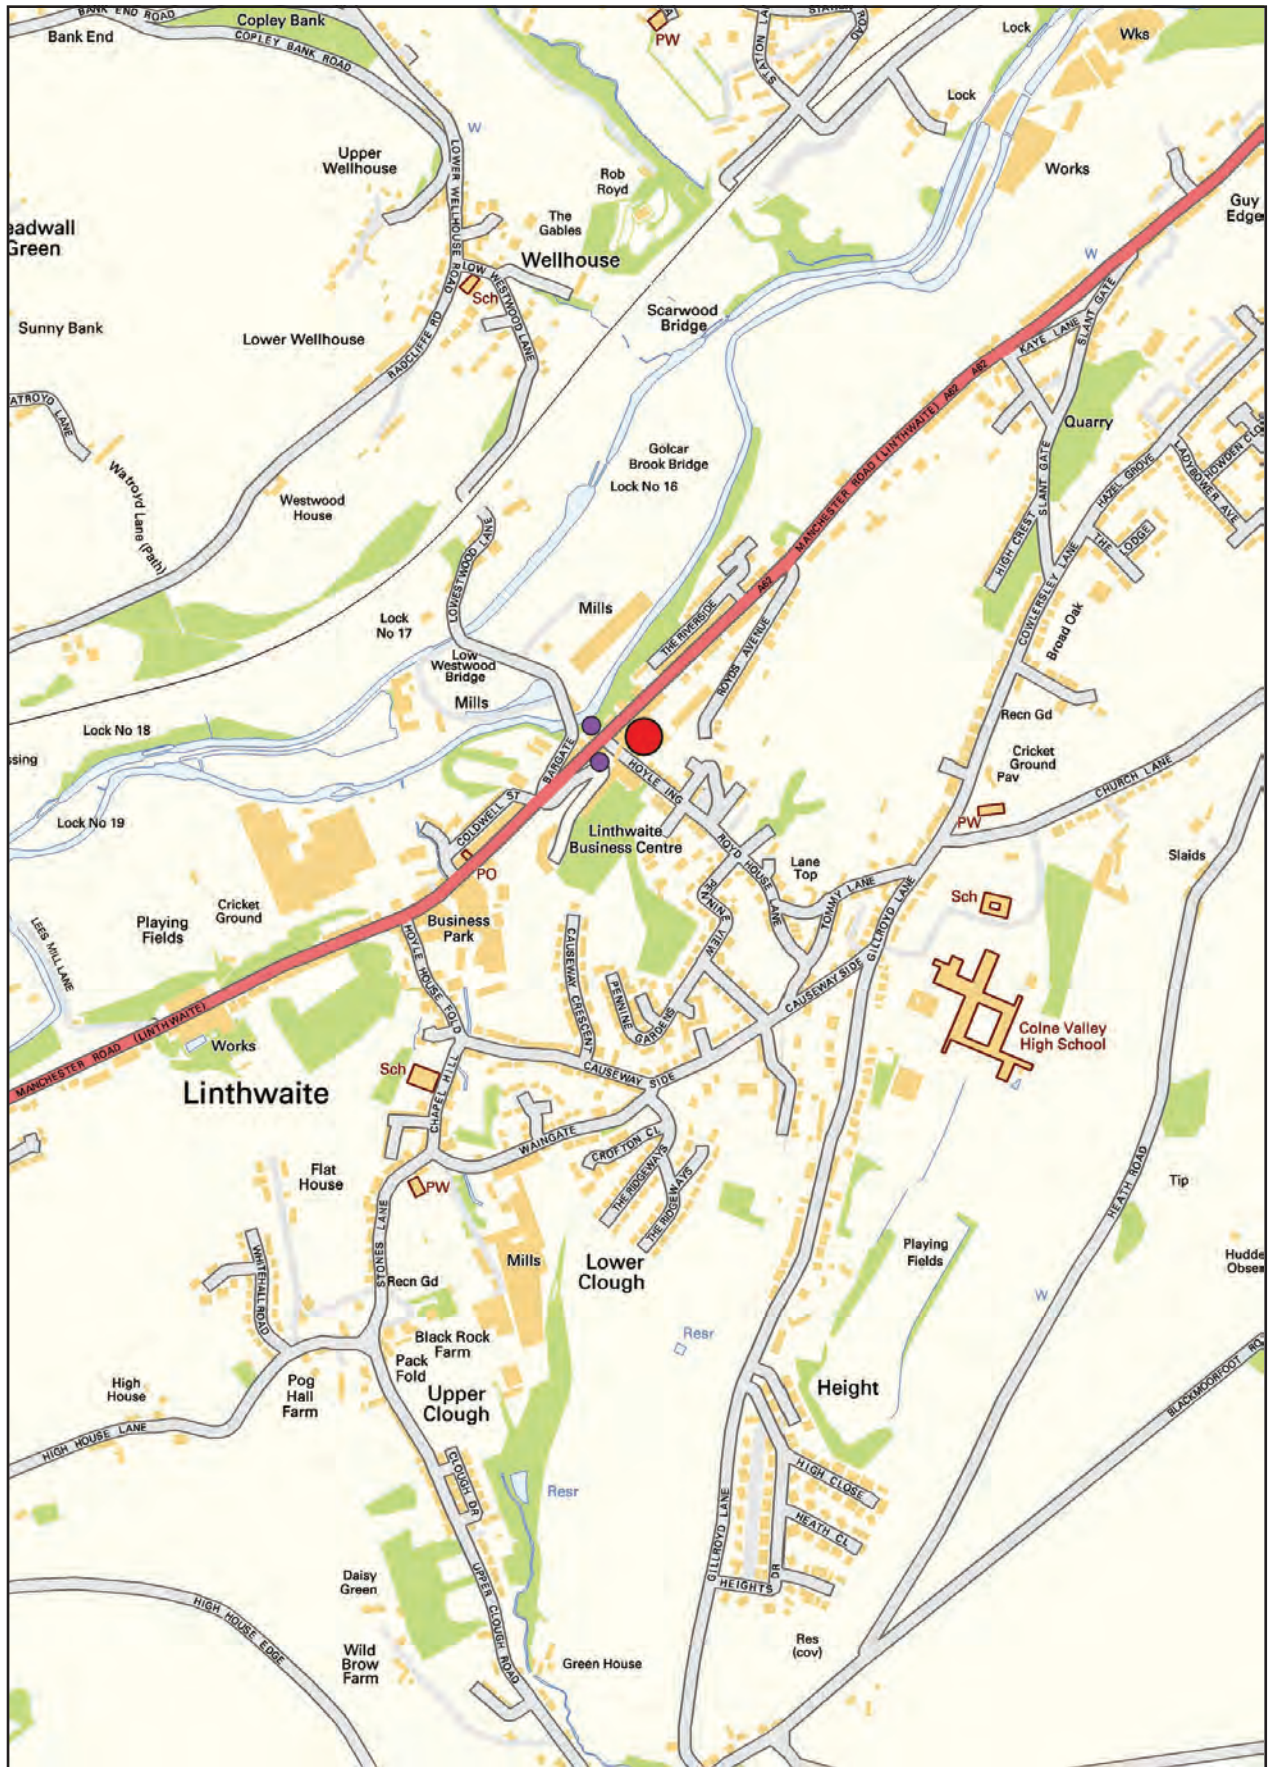 BANK END ROAD
Copley Bank
Bank End
COPLEY BANK ROAD
PW
STATION
ROAD
Lock
Wks
Lock
Works
W
Upper
Wellhouse
LOWER WELLHOUSE ROAD
Rob
Royd
The
Gables
Wellhouse
Guy
Edge
eadwall
Green
LOW WESTWOOD LANE
Sch
W
Sunny Bank
Lower Wellhouse
RADCLIFFE RD
Scarwood
Bridge
KAYE LANE
SLANT GATE
A62
A62
MANCHESTER ROAD (LINTHWAITE)
ATROYD LANE
Watroyd Lane (Path)
Westwood
House
Golcar
Brook Bridge
Lock No 16
Quarry
SLANT GATE
HIGH CREST
HAZEL GROVE
LADYBOWER AVE
HOWDEN CLO
THE LODGE
COWLERSLEY LANE
Broad Oak
LOWESTWOOD LANE
Mills
Lock
No 17
THE RIVERSIDE
A62
ROYDS AVENUE
Low
Westwood
Bridge
Mills
Lock No 18
ssing
Lock No 19
BARGATE
HOYLE ING
Recn Gd
Cricket
Ground
Pav
PW
CHURCH LANE
COLDWELL ST
PO
Linthwaite
Business Centre
ROYD HOUSE LANE
Lane
Top
TOMMY LANE
GILLROYD LANE
Slaids
Sch
Playing
Fields
Cricket
Ground
Business
Park
LEES MILL LANE
HOYLE HOUSE FOLD
CAUSEWAY CRESCENT
PENNINE VIEW
PENNINE GARDENS
CAUSEWAY SIDE
Colne Valley
High School
MANCHESTER ROAD (LINTHWAITE)
Works
Sch
Linthwaite
CHAPEL HILL
CAUSEWAY SIDE
WAINGATE
CROFTON CL
THE RIDGEWAYS
THE RIDGEWAYS
Flat
House
PW
STONES LANE
HEATH ROAD
Tip
WHITEHALL ROAD
Recn Gd
Mills
Lower
Clough
Playing
Fields
Hudde
Obser
W
Resr
Black Rock
Farm
Pack
Fold
Upper
Clough
High
House
Pog
Hall
Farm
Height
BLACKMOORFOOT RO
HIGH HOUSE LANE
CLOUGH DR
Resr
HIGH CLOSE
HEATH CL
GILLROYD LANE
HEIGHTS DR
Daisy
Green
UPPER CLOUGH ROAD
HIGH HOUSE EDGE
Wild
Brow
Farm
Green House
Res
(cov)